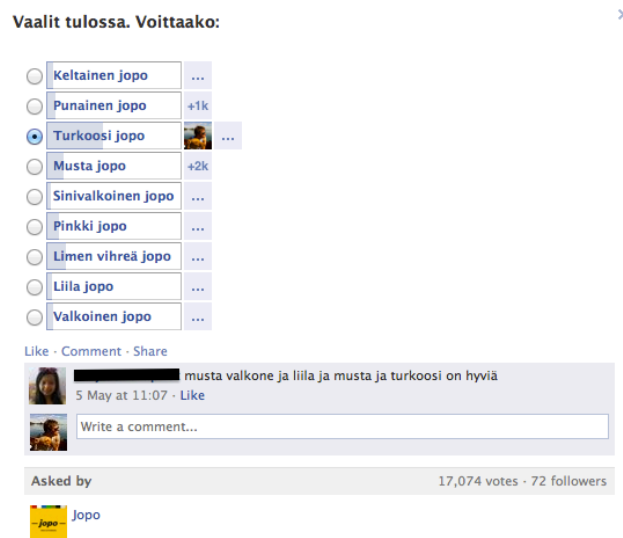 Vaalit tulossa. Voittaako:
Keltainen jopo ...
Punainen jopo +1k
Turkoosi jopo ...
Musta jopo +2k
Sinivalkoinen jopo ...
Pinkki jopo ...
Limen vihreä jopo ...
Liila jopo ...
Valkoinen jopo ...
Like · Comment · Share
musta valkone ja liila ja musta ja turkoosi on hyviä
5 May at 11:07 · Like
Write a comment...
Asked by 17,074 votes · 72 followers
Jopo
jopo